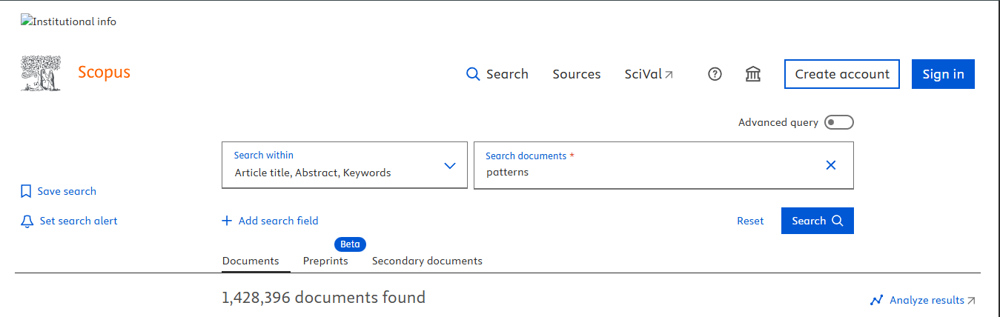 Institutional info
Scopus
Search Sources SciVal Create account Sign in
Advanced query
Search within
Article title, Abstract, Keywords
Search documents *
patterns
Save search
Set search alert
Add search field
Reset
Search
Beta
Documents Preprints Secondary documents
1,428,396 documents found
Analyze results